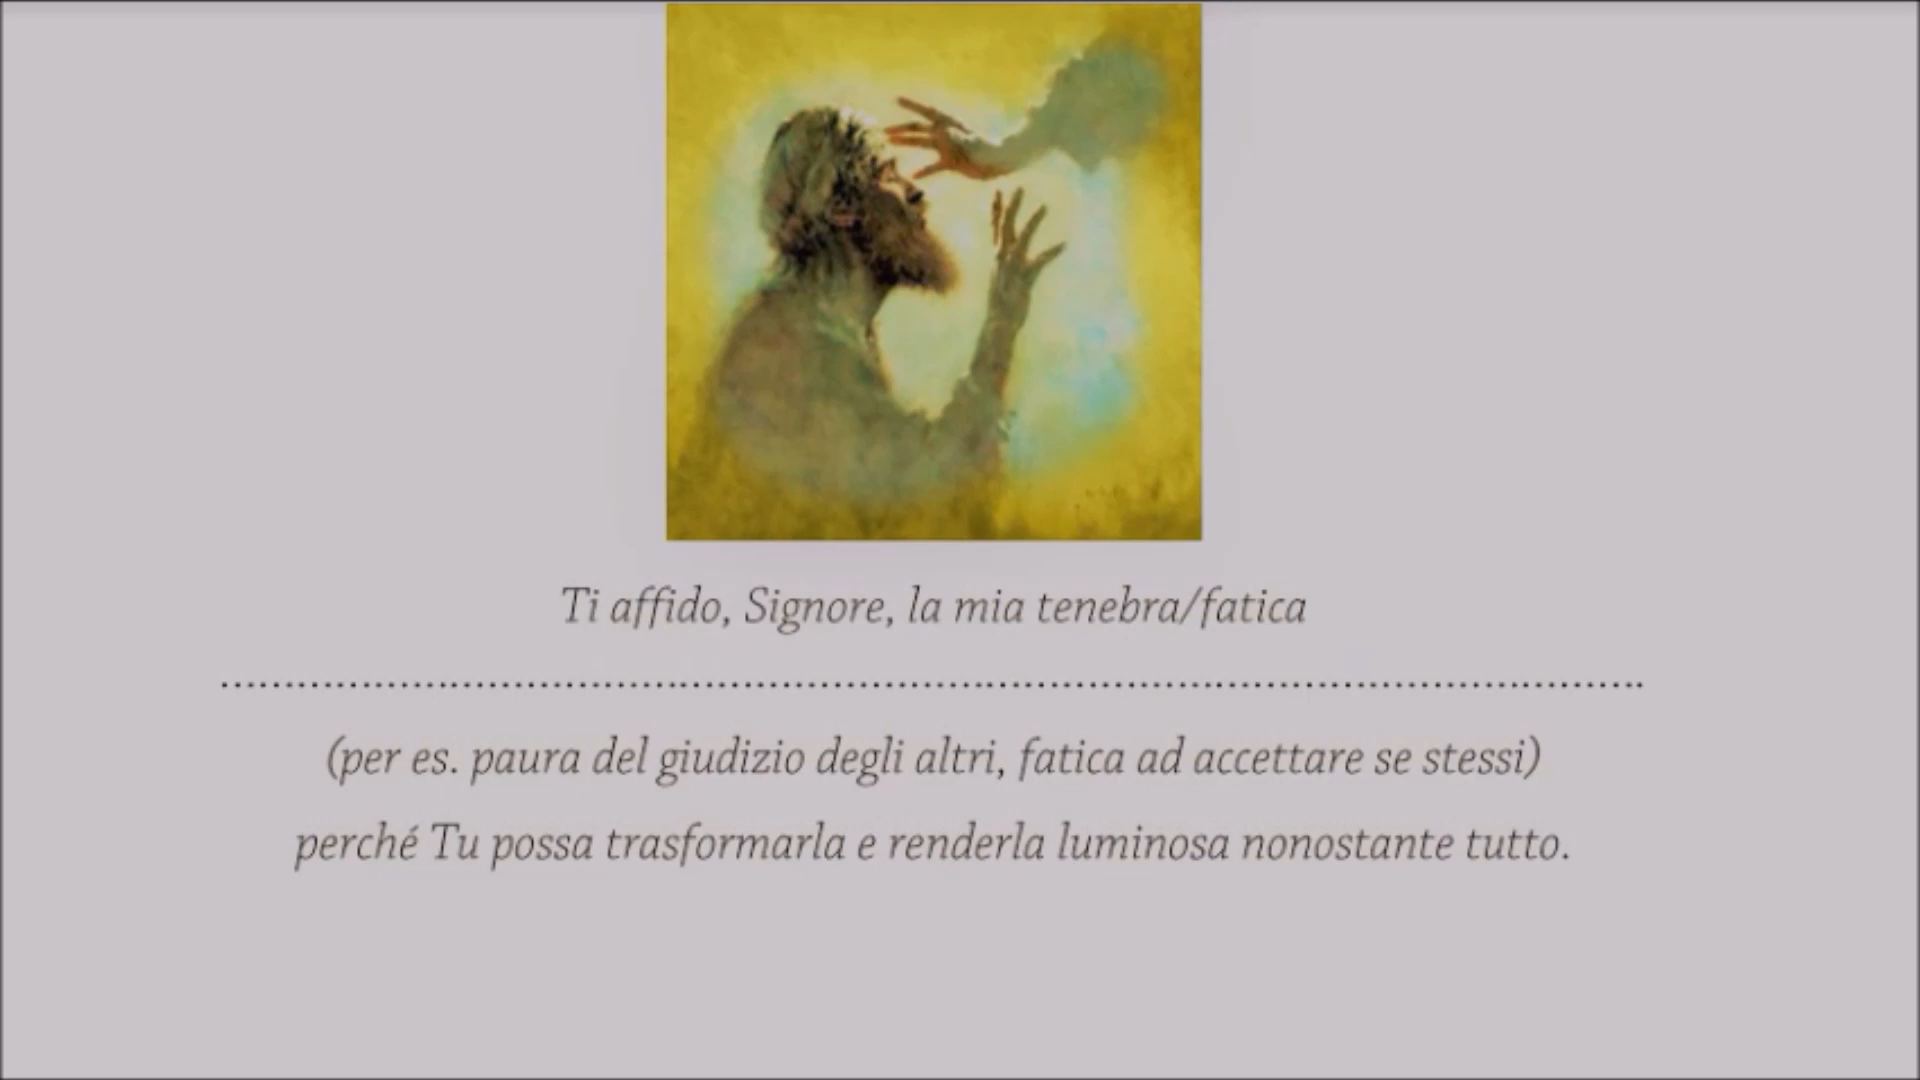 Ti affido, Signore, la mia tenebra/fatica
....................................................................................................................
(per es. paura del giudizio degli altri, fatica ad accettare se stessi)
perché Tu possa trasformarla e renderla luminosa nonostante tutto.